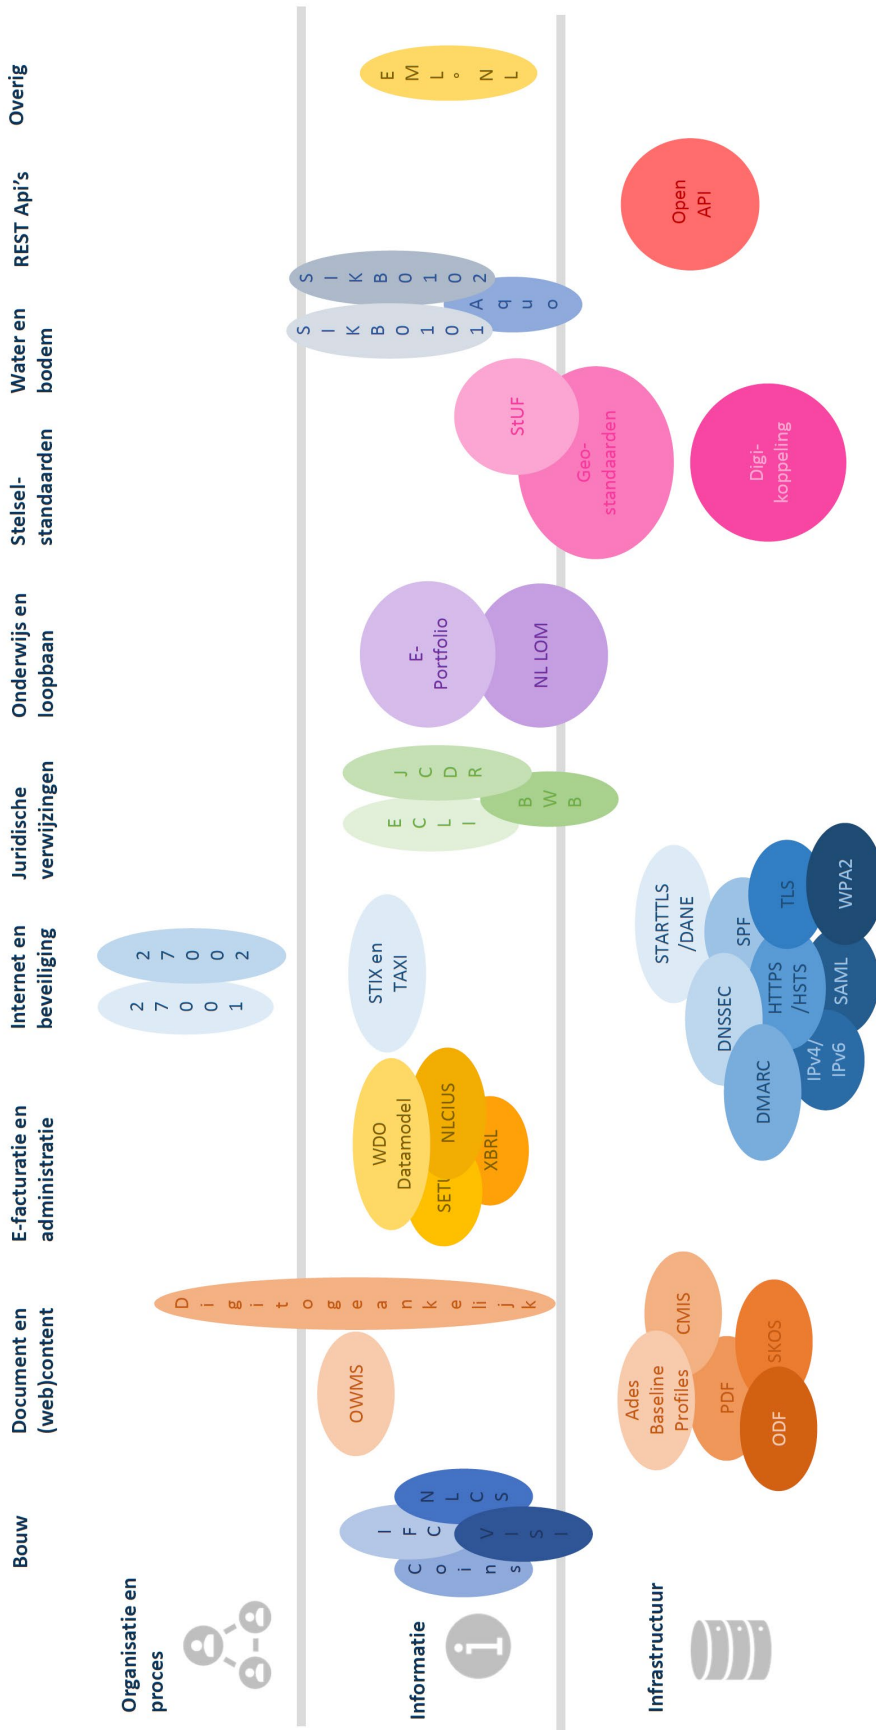 Bouw
Document en
(web)content
E-facturatie en
administratie
Internet en
beveiliging
Juridische
verwijzingen
Onderwijs en
loopbaan
Stelsel-
standaarden
Water en
bodem
REST Api's
Overig
Organisatie en
proces
Digitoegankelijk
27001
27002
SIKB0101
SIKB0102
Informatie
Coins
IFC
VISI
NLCS
OWMS
WDO
Datamodel
NLCIUS
XBRL
STIX en
TAXI
ECLI
JCDR
BWB
E-
Portfolio
NL LOM
StUF
Geo-
standaarden
Aquo
EML◦NL
Infrastructuur
Ades
Baseline
Profiles
CMIS
PDF
SKOS
ODF
STARTTLS
/DANE
SPF
DNSSEC
TLS
HTTPS
/HSTS
DMARC
WPA2
SAML
IPv4/
IPv6
Digi-
koppeling
Open
API